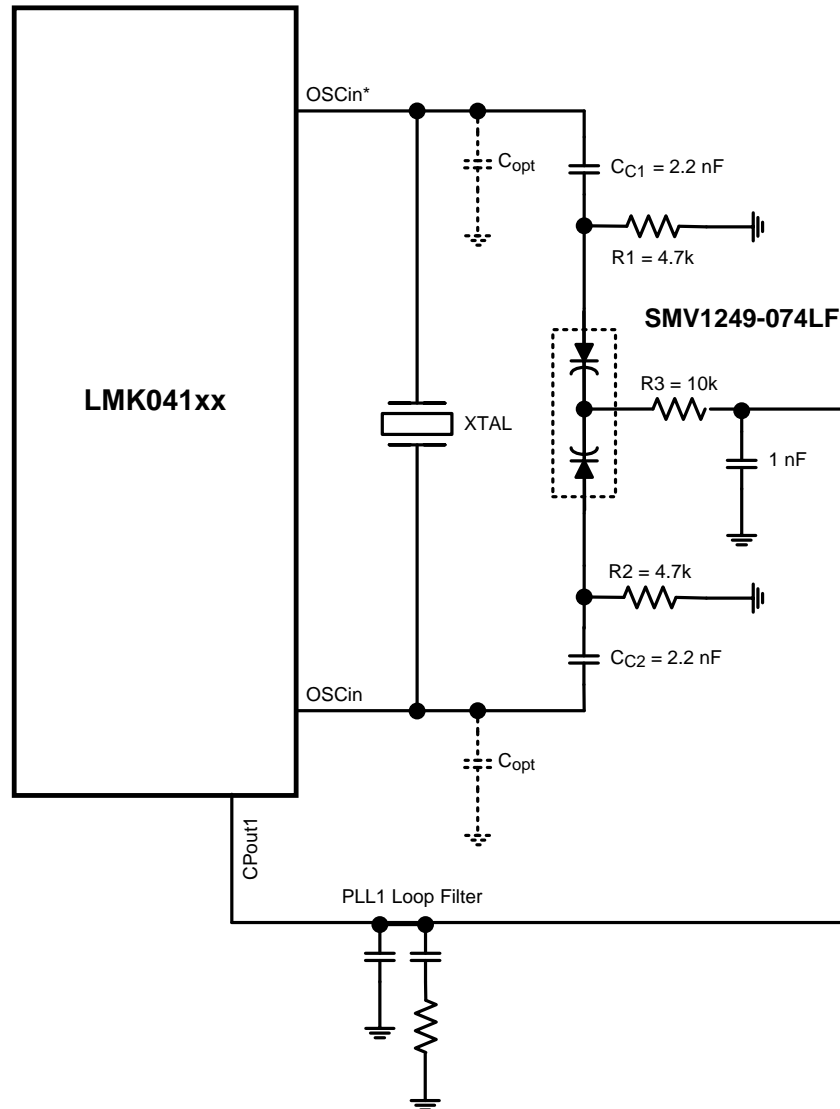 OSCin*
C_opt
C_C1 = 2.2 nF
R1 = 4.7k
SMV1249-074LF
LMK041xx
R3 = 10k
XTAL
1 nF
R2 = 4.7k
C_C2 = 2.2 nF
OSCin
C_opt
CPout1
PLL1 Loop Filter